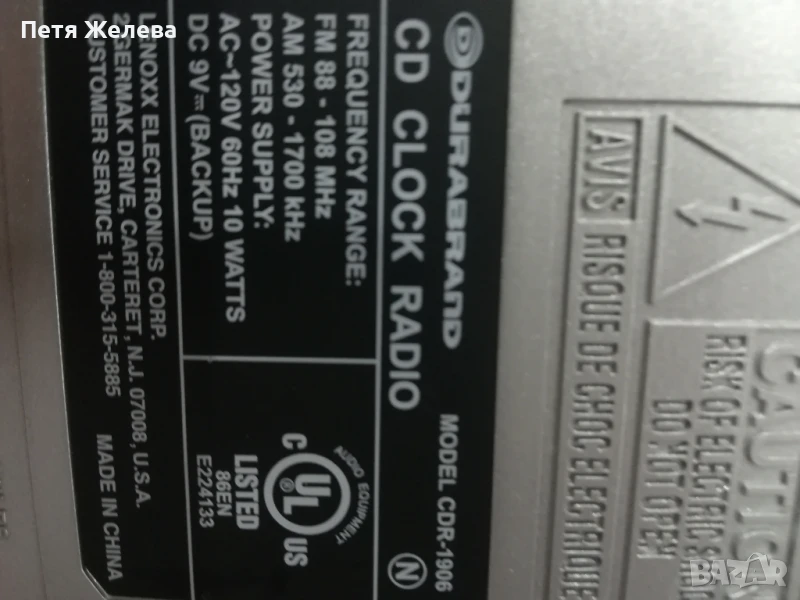 Петя Желева
DURABRAND
CD CLOCK RADIO
MODEL CDR-1906
FREQUENCY RANGE:
FM 88 - 108 MHz
AM 530 - 1700 kHz
POWER SUPPLY:
AC~120V 60Hz 10 WATTS
DC 9V⎓(BACKUP)
AUDIO EQUIPMENT
C UL® US
LISTED
86EN
E224133
N
LENOXX ELECTRONICS CORP.
2 GERMAK DRIVE, CARTERET, N.J. 07008, U.S.A.
CUSTOMER SERVICE 1-800-315-5885 MADE IN CHINA
RISK OF ELECTRIC
DO NOT OPEN
AVIS RISQUE DE CHOC ELECTRIQUE
BAZAR